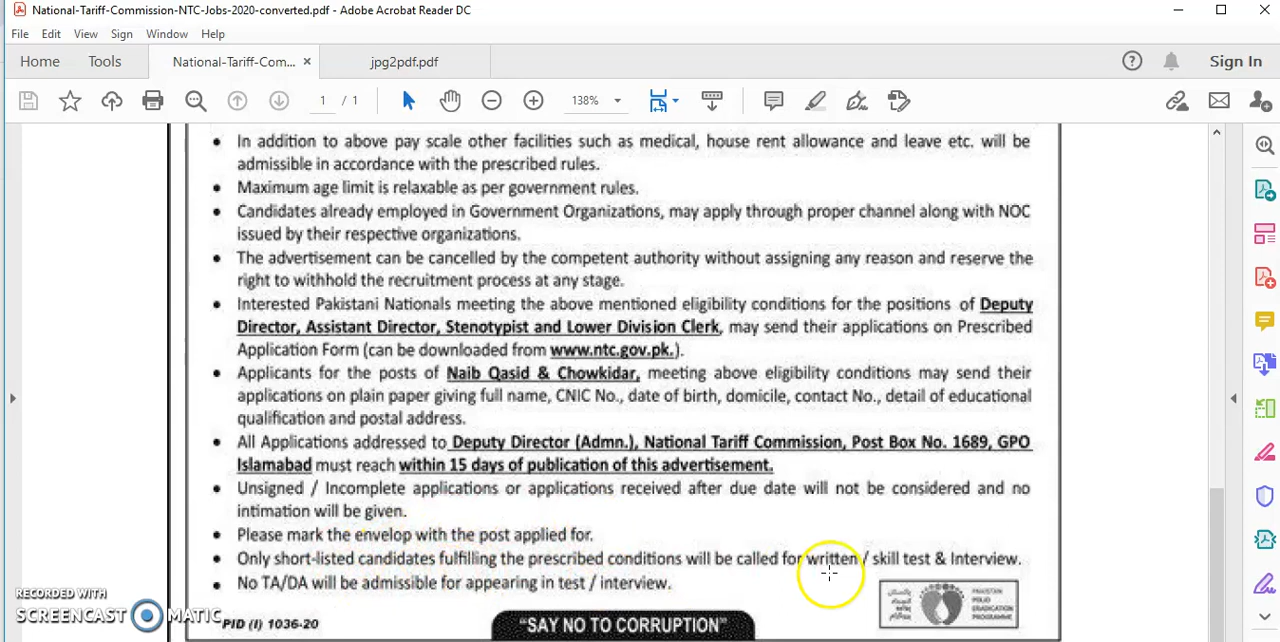 National-Tariff-Commission-NTC-Jobs-2020-converted.pdf - Adobe Acrobat Reader DC
File Edit View Sign Window Help
Home Tools National-Tariff-Com... × jpg2pdf.pdf Sign In
1 / 1 138%
• In addition to above pay scale other facilities such as medical, house rent allowance and leave etc. will be
admissible in accordance with the prescribed rules.
• Maximum age limit is relaxable as per government rules.
• Candidates already employed in Government Organizations, may apply through proper channel along with NOC
issued by their respective organizations.
• The advertisement can be cancelled by the competent authority without assigning any reason and reserve the
right to withhold the recruitment process at any stage.
• Interested Pakistani Nationals meeting the above mentioned eligibility conditions for the positions of Deputy
Director, Assistant Director, Stenotypist and Lower Division Clerk, may send their applications on Prescribed
Application Form (can be downloaded from www.ntc.gov.pk.).
• Applicants for the posts of Naib Qasid & Chowkidar, meeting above eligibility conditions may send their
applications on plain paper giving full name, CNIC No., date of birth, domicile, contact No., detail of educational
qualification and postal address.
• All Applications addressed to Deputy Director (Admn.), National Tariff Commission, Post Box No. 1689, GPO
Islamabad must reach within 15 days of publication of this advertisement.
• Unsigned / Incomplete applications or applications received after due date will not be considered and no
intimation will be given.
• Please mark the envelop with the post applied for.
• Only short-listed candidates fulfilling the prescribed conditions will be called for written / skill test & Interview.
• No TA/DA will be admissible for appearing in test / interview.
RECORDED WITH
SCREENCAST MATIC
PID (I) 1036-20
"SAY NO TO CORRUPTION"
PAKISTAN
POLIO
ERADICATION
PROGRAMME